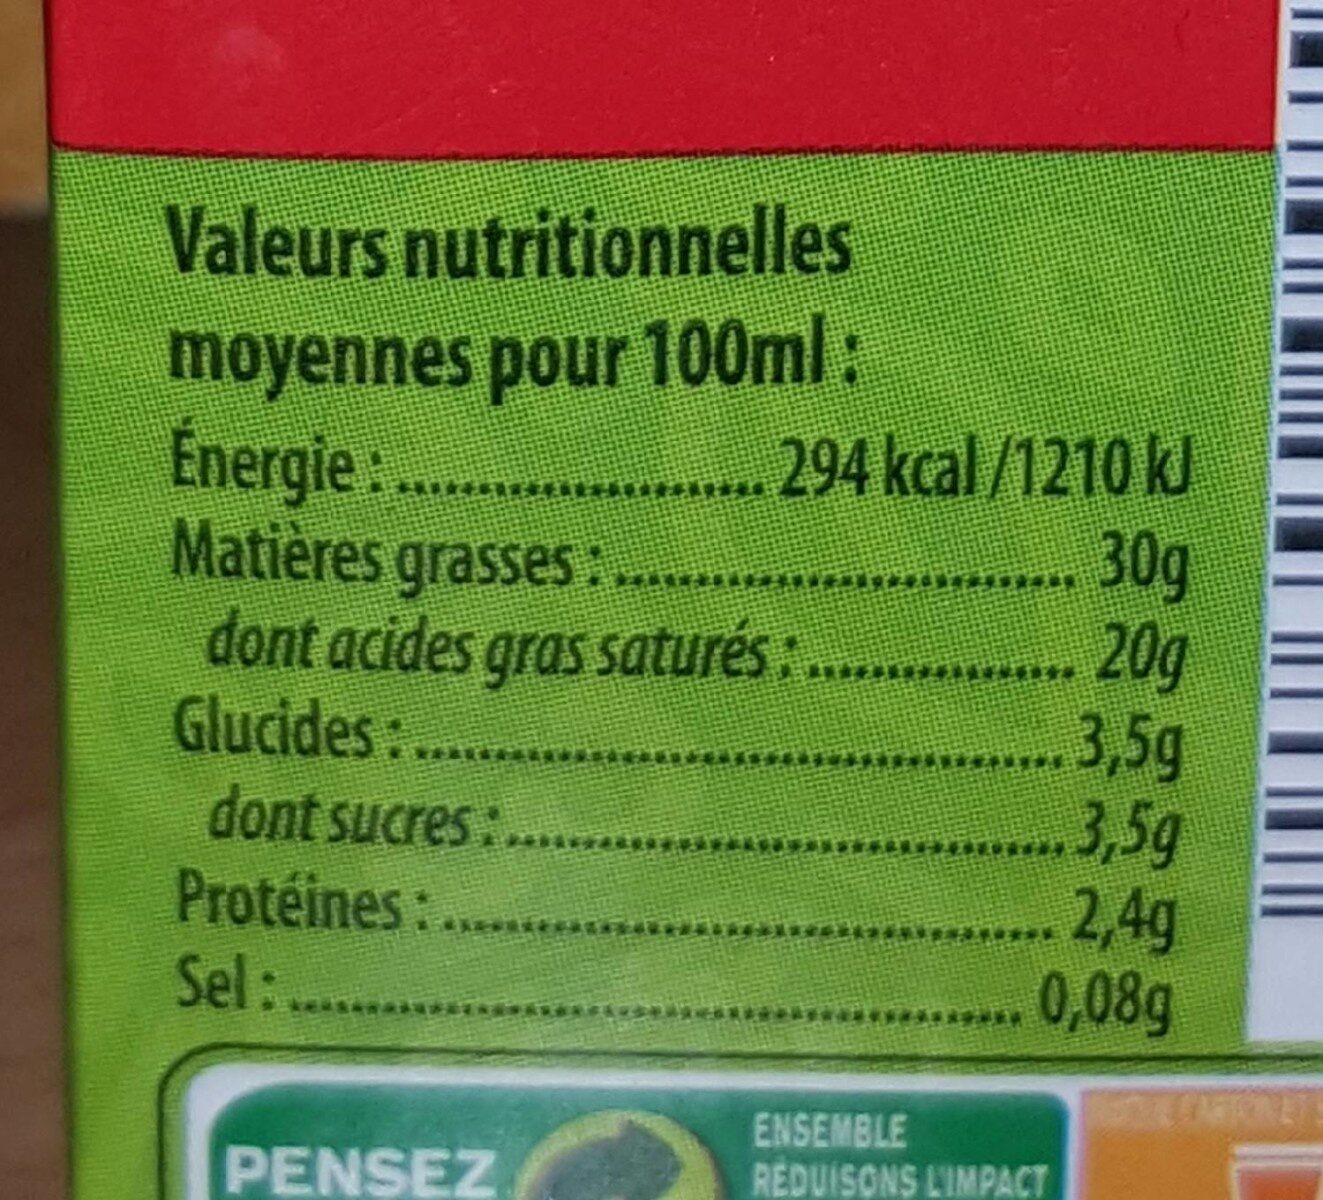 Valeurs nutritionnelles
moyennes pour 100ml :
Énergie : ........................ 294 kcal /1210 kJ
Matières grasses : .............................. 30g
dont acides gras saturés : .................. 20g
Glucides : .......................................... 3,5g
dont sucres : ..................................... 3,5g
Protéines : ........................................ 2,4g
Sel : ................................................ 0,08g
PENSEZ
ENSEMBLE
RÉDUISONS L'IMPACT